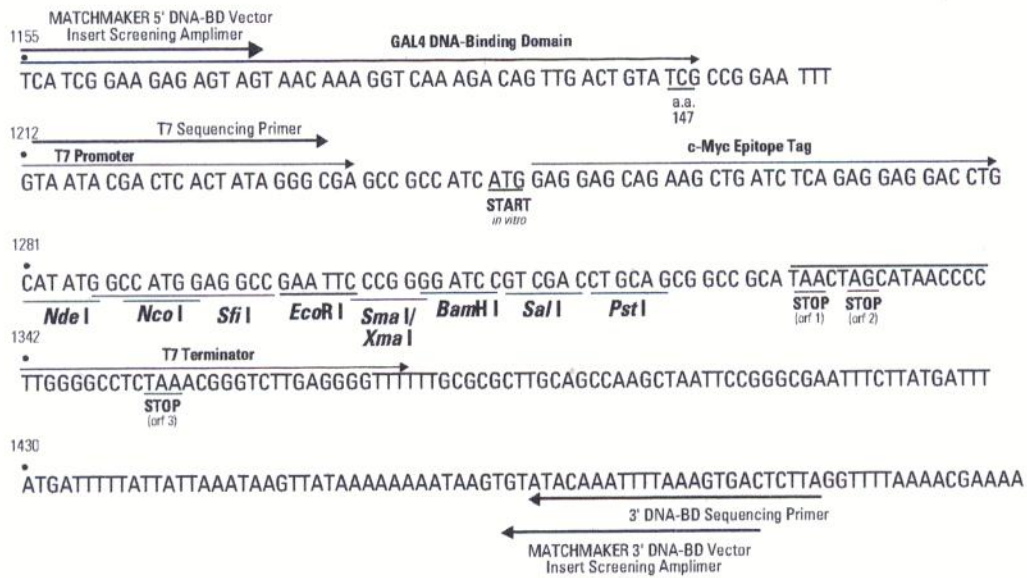 MATCHMAKER 5' DNA-BD Vector
1155 Insert Screening Amplimer
GAL4 DNA-Binding Domain
TCA TCG GAA GAG AGT AGT AAC AAA GGT CAA AGA CAG TTG ACT GTA TCG CCG GAA TTT
a.a.
147
1212 T7 Sequencing Primer
T7 Promoter c-Myc Epitope Tag
GTA ATA CGA CTC ACT ATA GGG CGA GCC GCC ATC ATG GAG GAG CAG AAG CTG ATC TCA GAG GAG GAC CTG
START
in vitro
1281
CAT ATG GCC ATG GAG GCC GAA TTC CCG GGG ATC CGT CGA CCT GCA GCG GCC GCA TAACTAGCATAACCCC
Nde I Nco I Sfi I EcoR I Sma I/ BamH I Sal I Pst I STOP STOP
Xma I (orf 1) (orf 2)
1342
T7 Terminator
TTGGGGCCTCTAAACGGGTCTTGAGGGGTTTTTTGCGCGCTTGCAGCCAAGCTAATTCCGGGCGAATTTCTTATGATTT
STOP
(orf 3)
1430
ATGATTTTTATTATTAAATAAGTTATAAAAAAAATAAGTGTATACAAATTTTAAAGTGACTCTTAGGTTTTAAAACGAAAA
3' DNA-BD Sequencing Primer
MATCHMAKER 3' DNA-BD Vector
Insert Screening Amplimer